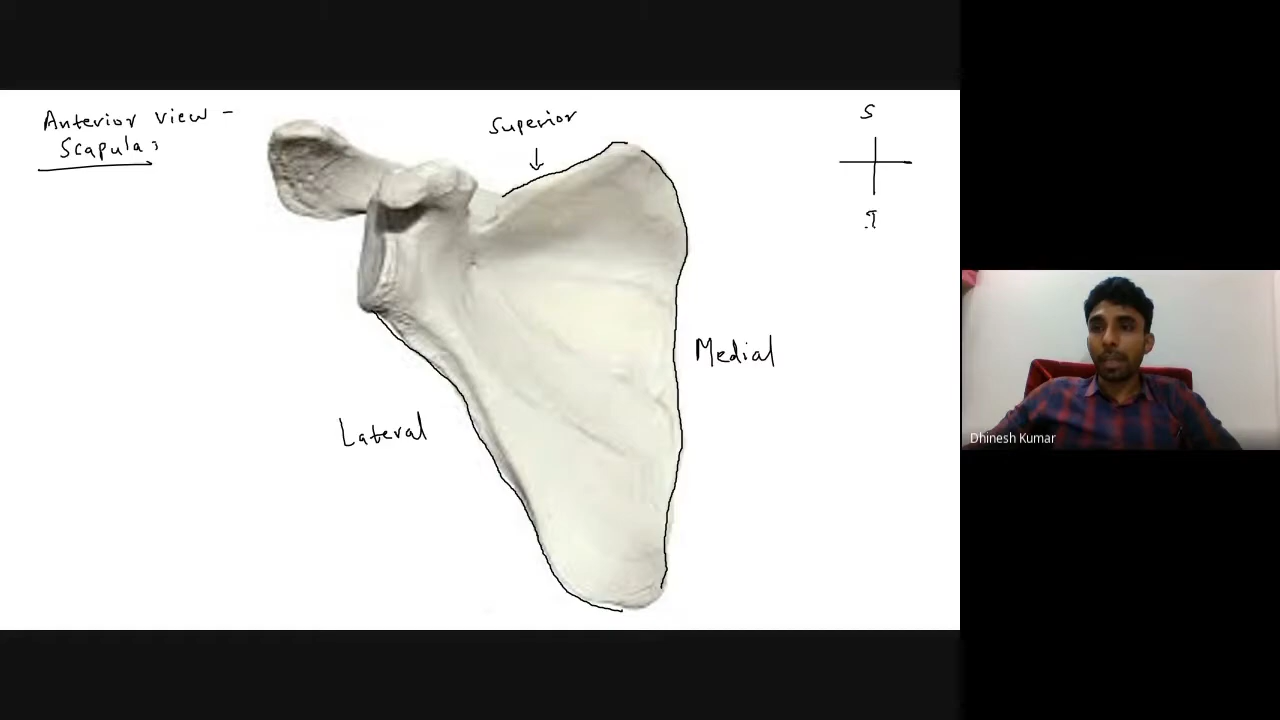 Anterior view -
Scapula:
Superior
S
I
Medial
Lateral
Dhinesh Kumar